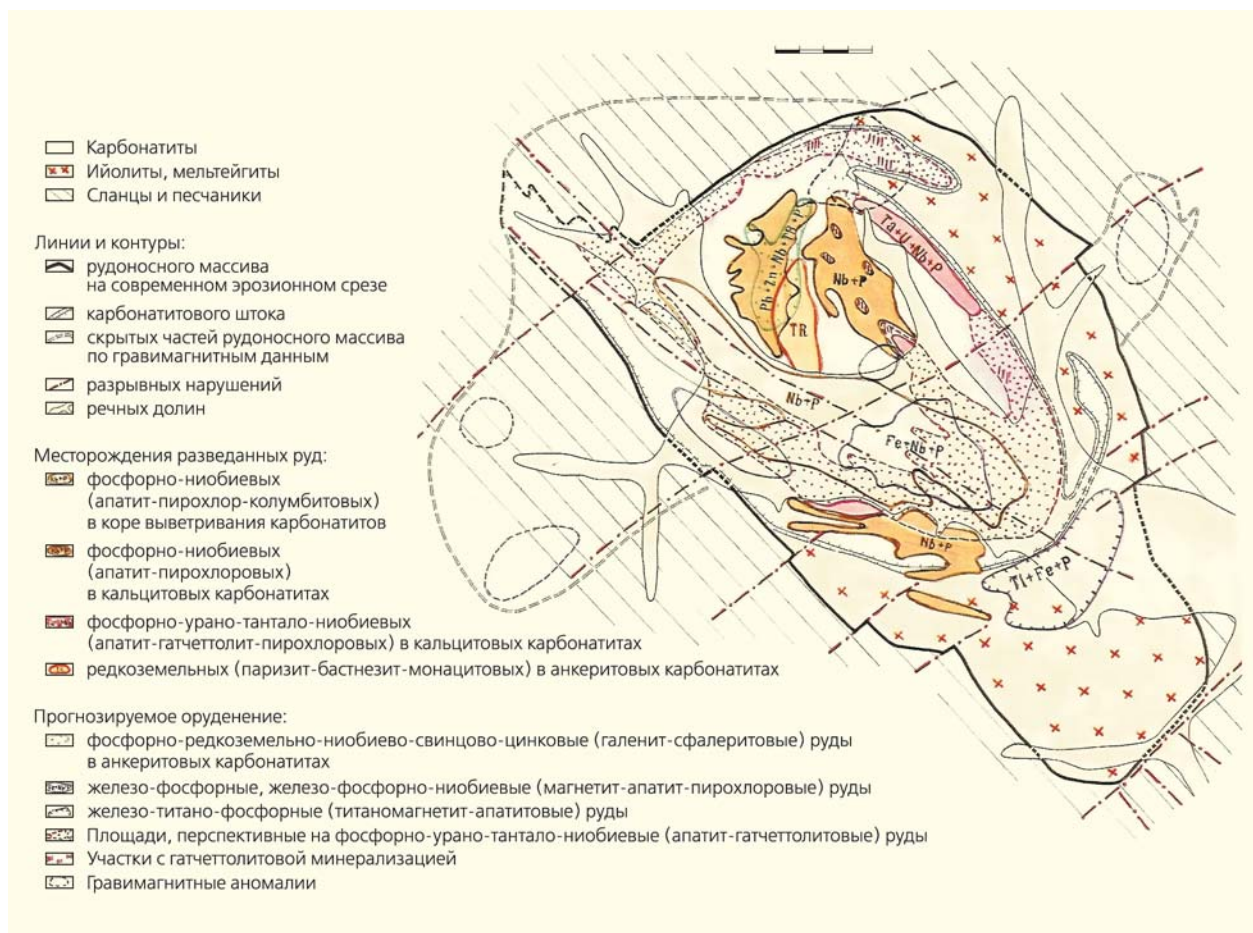 Карбонатиты
Ийолиты, мельтейгиты
Сланцы и песчаники
Линии и контуры:
рудоносного массива
на современном эрозионном срезе
карбонатитового штока
скрытых частей рудоносного массива
по гравимагнитным данным
разрывных нарушений
речных долин
Месторождения разведанных руд:
фосфорно-ниобиевых
(апатит-пирохлор-колумбитовых)
в коре выветривания карбонатитов
фосфорно-ниобиевых
(апатит-пирохлоровых)
в кальцитовых карбонатитах
фосфорно-урано-тантало-ниобиевых
(апатит-гатчеттолит-пирохлоровых) в кальцитовых карбонатитах
редкоземельных (паризит-бастнезит-монацитовых) в анкеритовых карбонатитах
Прогнозируемое оруденение:
фосфорно-редкоземельно-ниобиево-свинцово-цинковые (галенит-сфалеритовые) руды
в анкеритовых карбонатитах
железо-фосфорные, железо-фосфорно-ниобиевые (магнетит-апатит-пирохлоровые) руды
железо-титано-фосфорные (титаномагнетит-апатитовые) руды
Площади, перспективные на фосфорно-урано-тантало-ниобиевые (апатит-гатчеттолитовые) руды
Участки с гатчеттолитовой минерализацией
Гравимагнитные аномалии
Ta+U+Nb+P
Pb+Zn+Nb+TR+P
Nb+P
TR
Nb+P
Fe+Nb+P
Nb+P
Ti+Fe+P